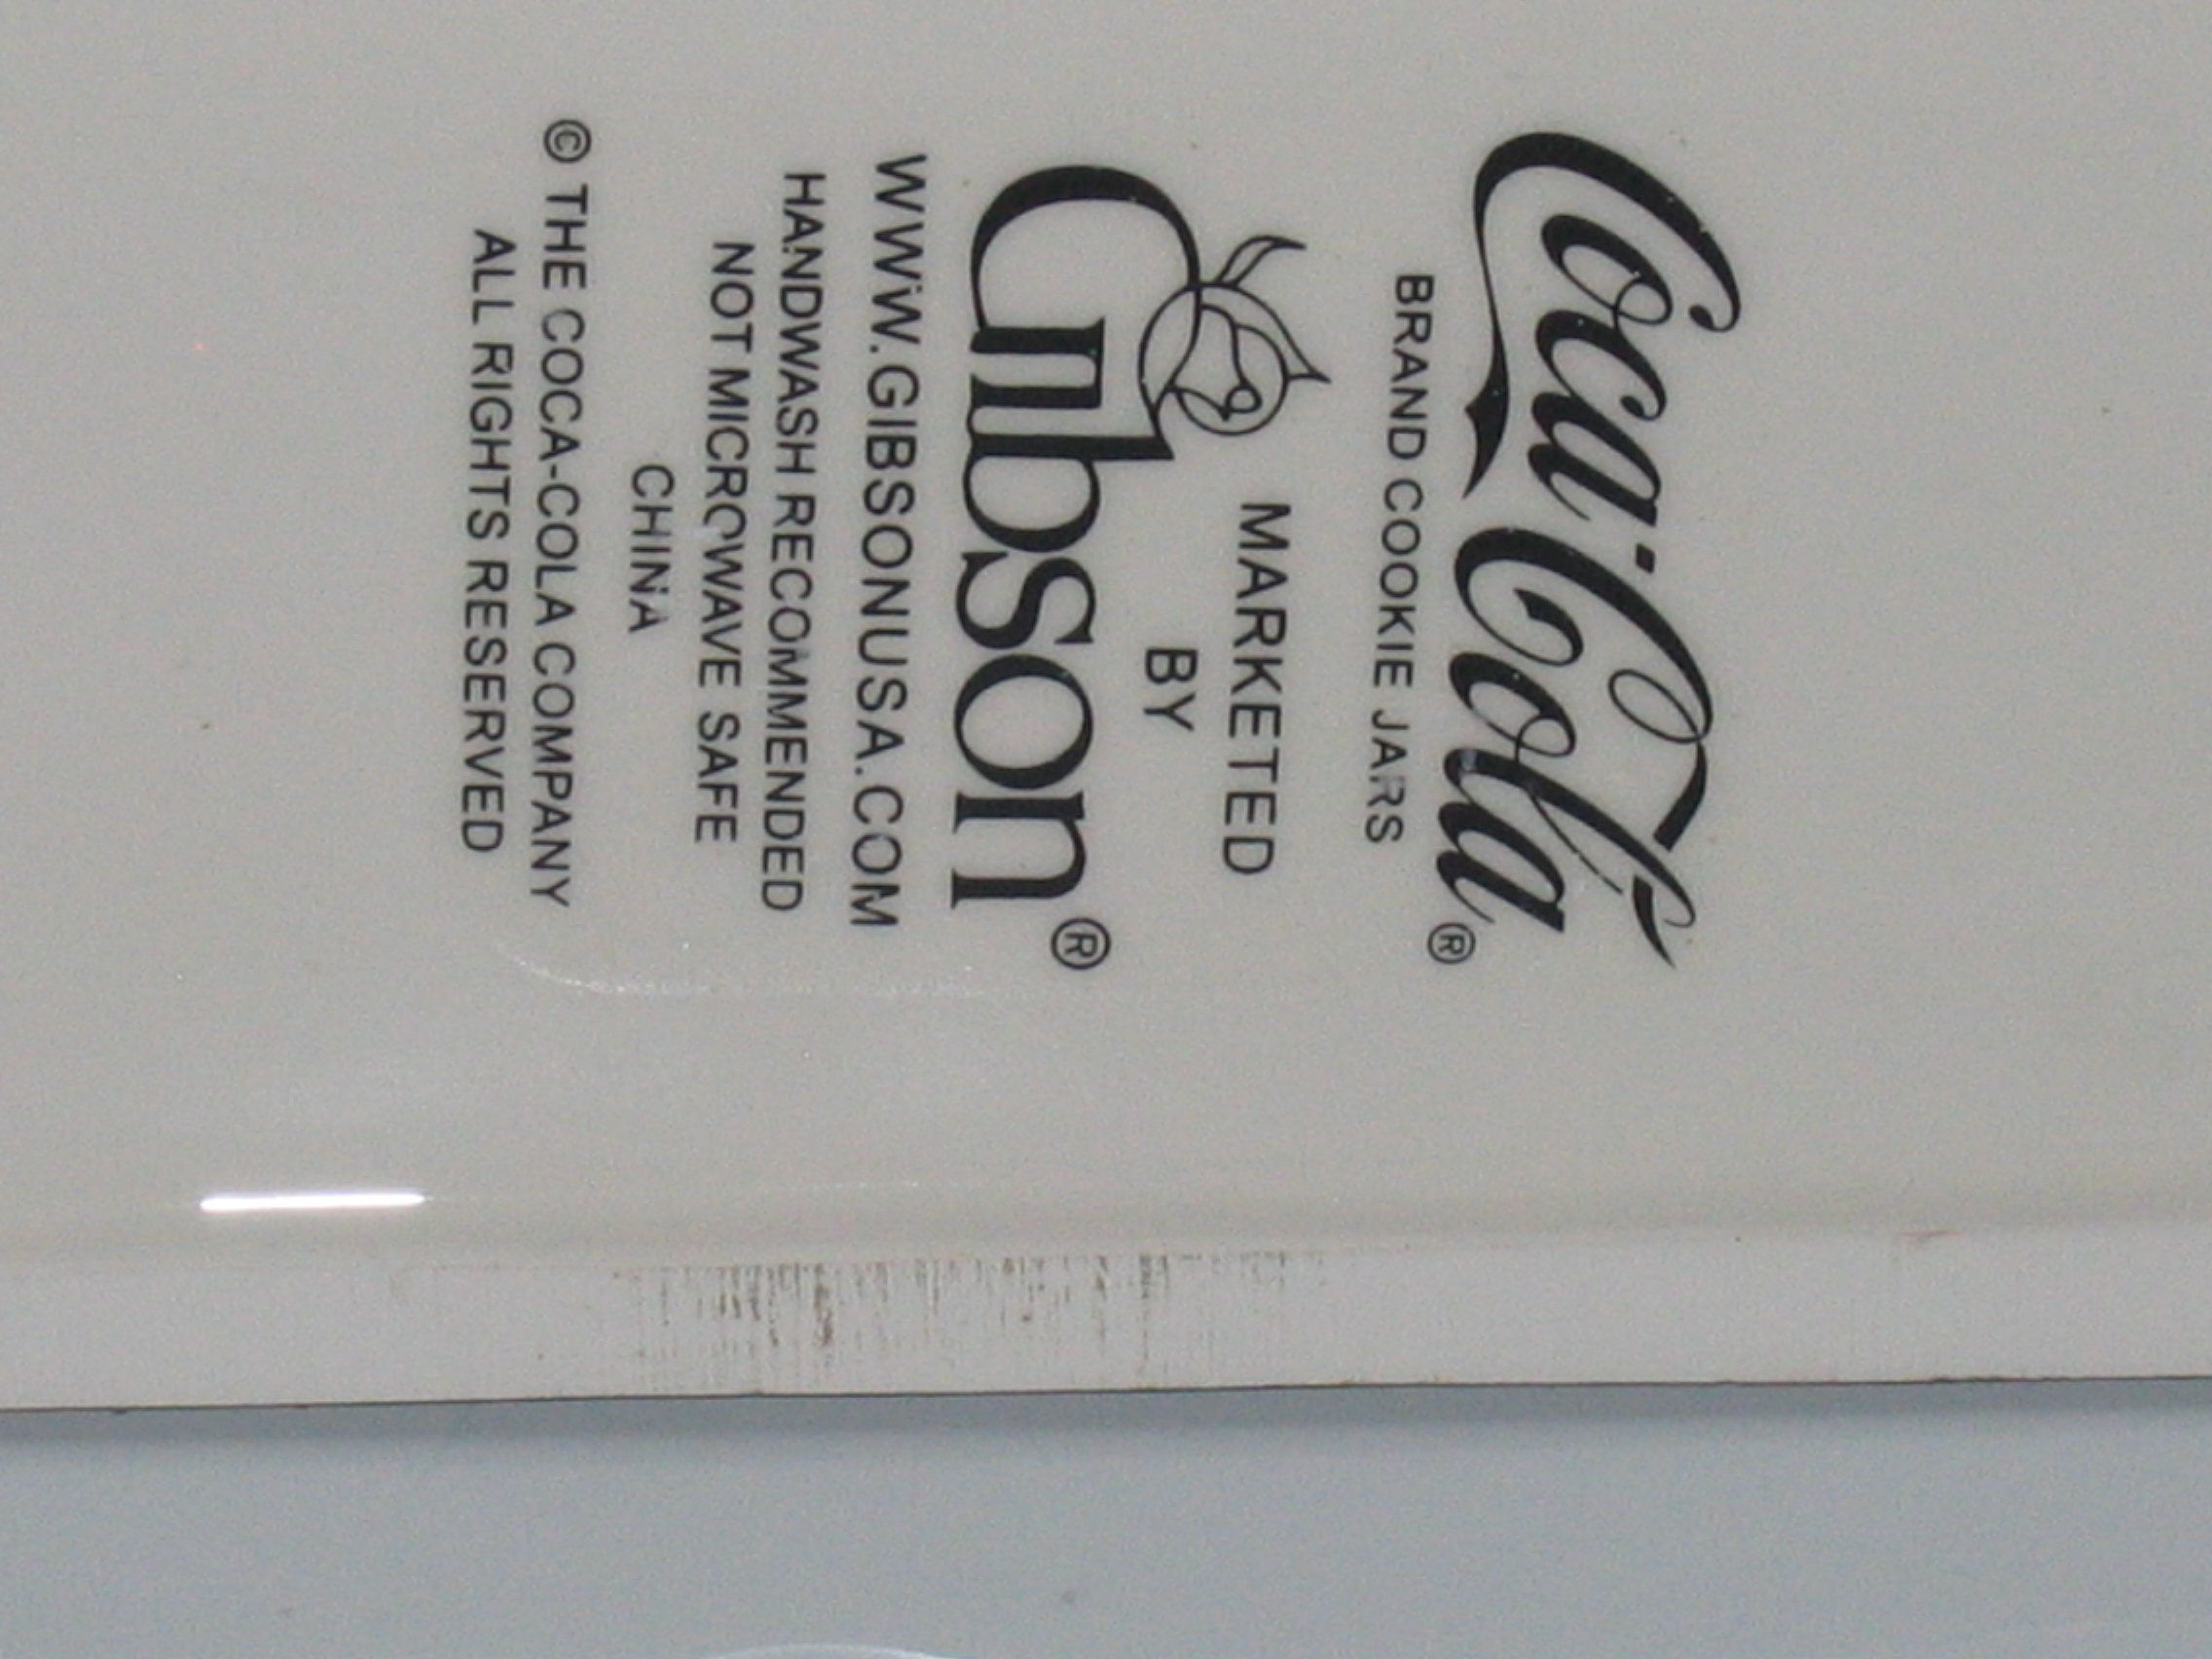 Coca-Cola®
BRAND COOKIE JARS
MARKETED
BY
Gibson®
WWW.GIBSONUSA.COM
HANDWASH RECOMMENDED
NOT MICROWAVE SAFE
CHINA
© THE COCA-COLA COMPANY
ALL RIGHTS RESERVED